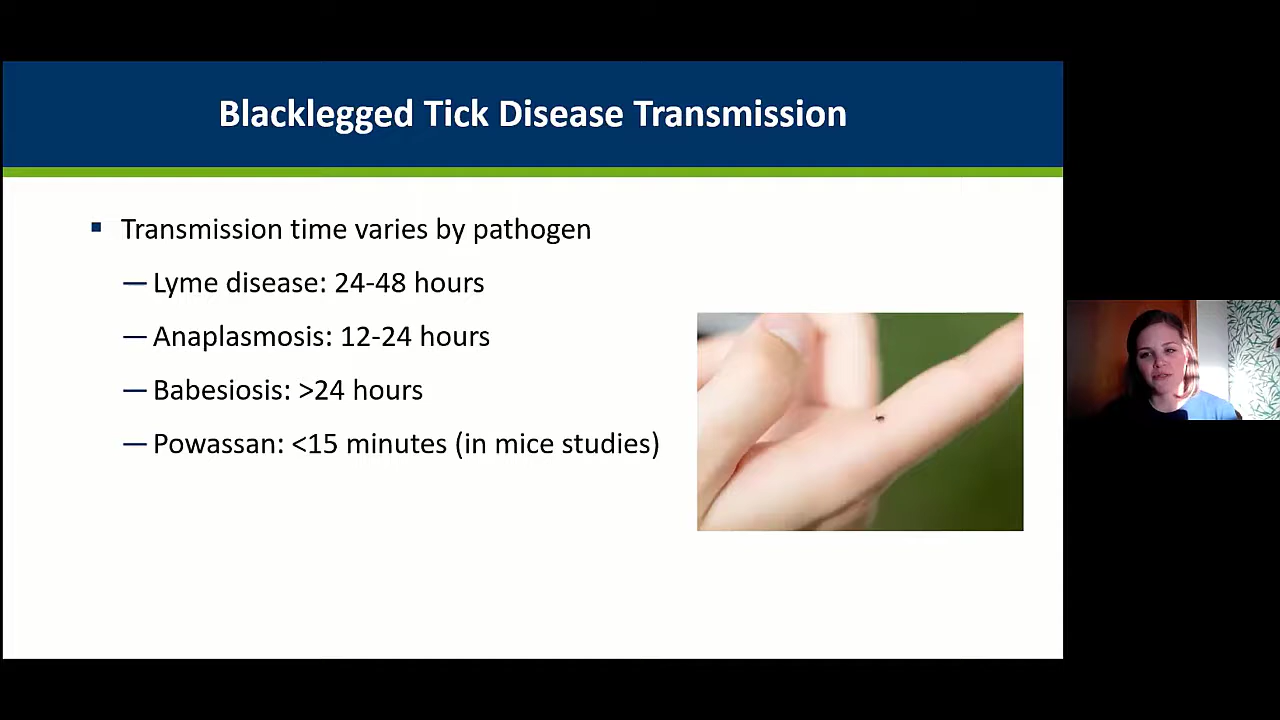 Blacklegged Tick Disease Transmission
▪ Transmission time varies by pathogen
— Lyme disease: 24-48 hours
— Anaplasmosis: 12-24 hours
— Babesiosis: >24 hours
— Powassan: <15 minutes (in mice studies)